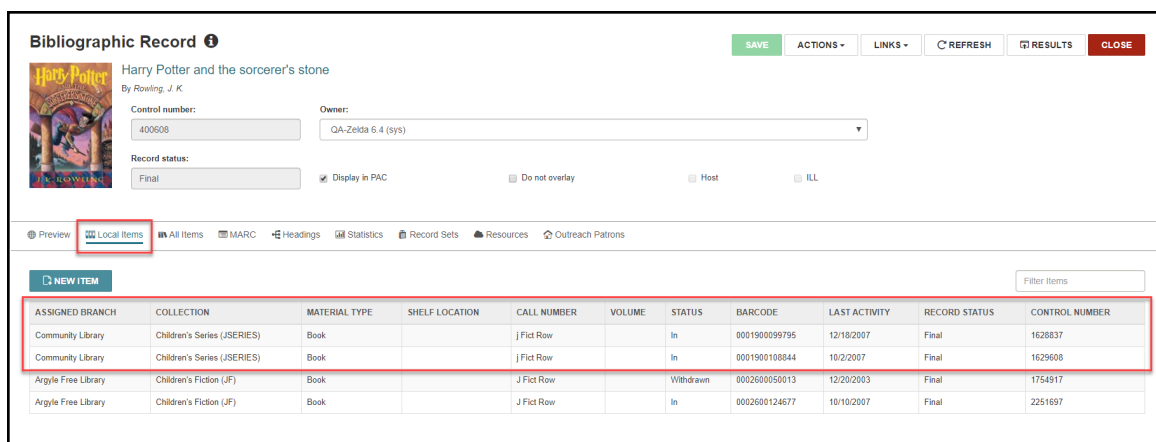 Bibliographic Record
SAVE ACTIONS LINKS REFRESH RESULTS CLOSE
Harry Potter
J. K. ROWLING
Harry Potter and the sorcerer's stone
By Rowling, J. K.
Control number: Owner:
400608 QA-Zelda 6.4 (sys)
Record status:
Final Display in PAC Do not overlay Host ILL
Preview Local Items All Items MARC Headings Statistics Record Sets Resources Outreach Patrons
NEW ITEM Filter Items
ASSIGNED BRANCH COLLECTION MATERIAL TYPE SHELF LOCATION CALL NUMBER VOLUME STATUS BARCODE LAST ACTIVITY RECORD STATUS CONTROL NUMBER
Community Library Children's Series (JSERIES) Book j Fict Row In 0001900099795 12/18/2007 Final 1628837
Community Library Children's Series (JSERIES) Book j Fict Row In 0001900108844 10/2/2007 Final 1629608
Argyle Free Library Children's Fiction (JF) Book J Fict Row Withdrawn 0002600050013 12/20/2003 Final 1754917
Argyle Free Library Children's Fiction (JF) Book J Fict Row In 0002600124677 10/10/2007 Final 2251697